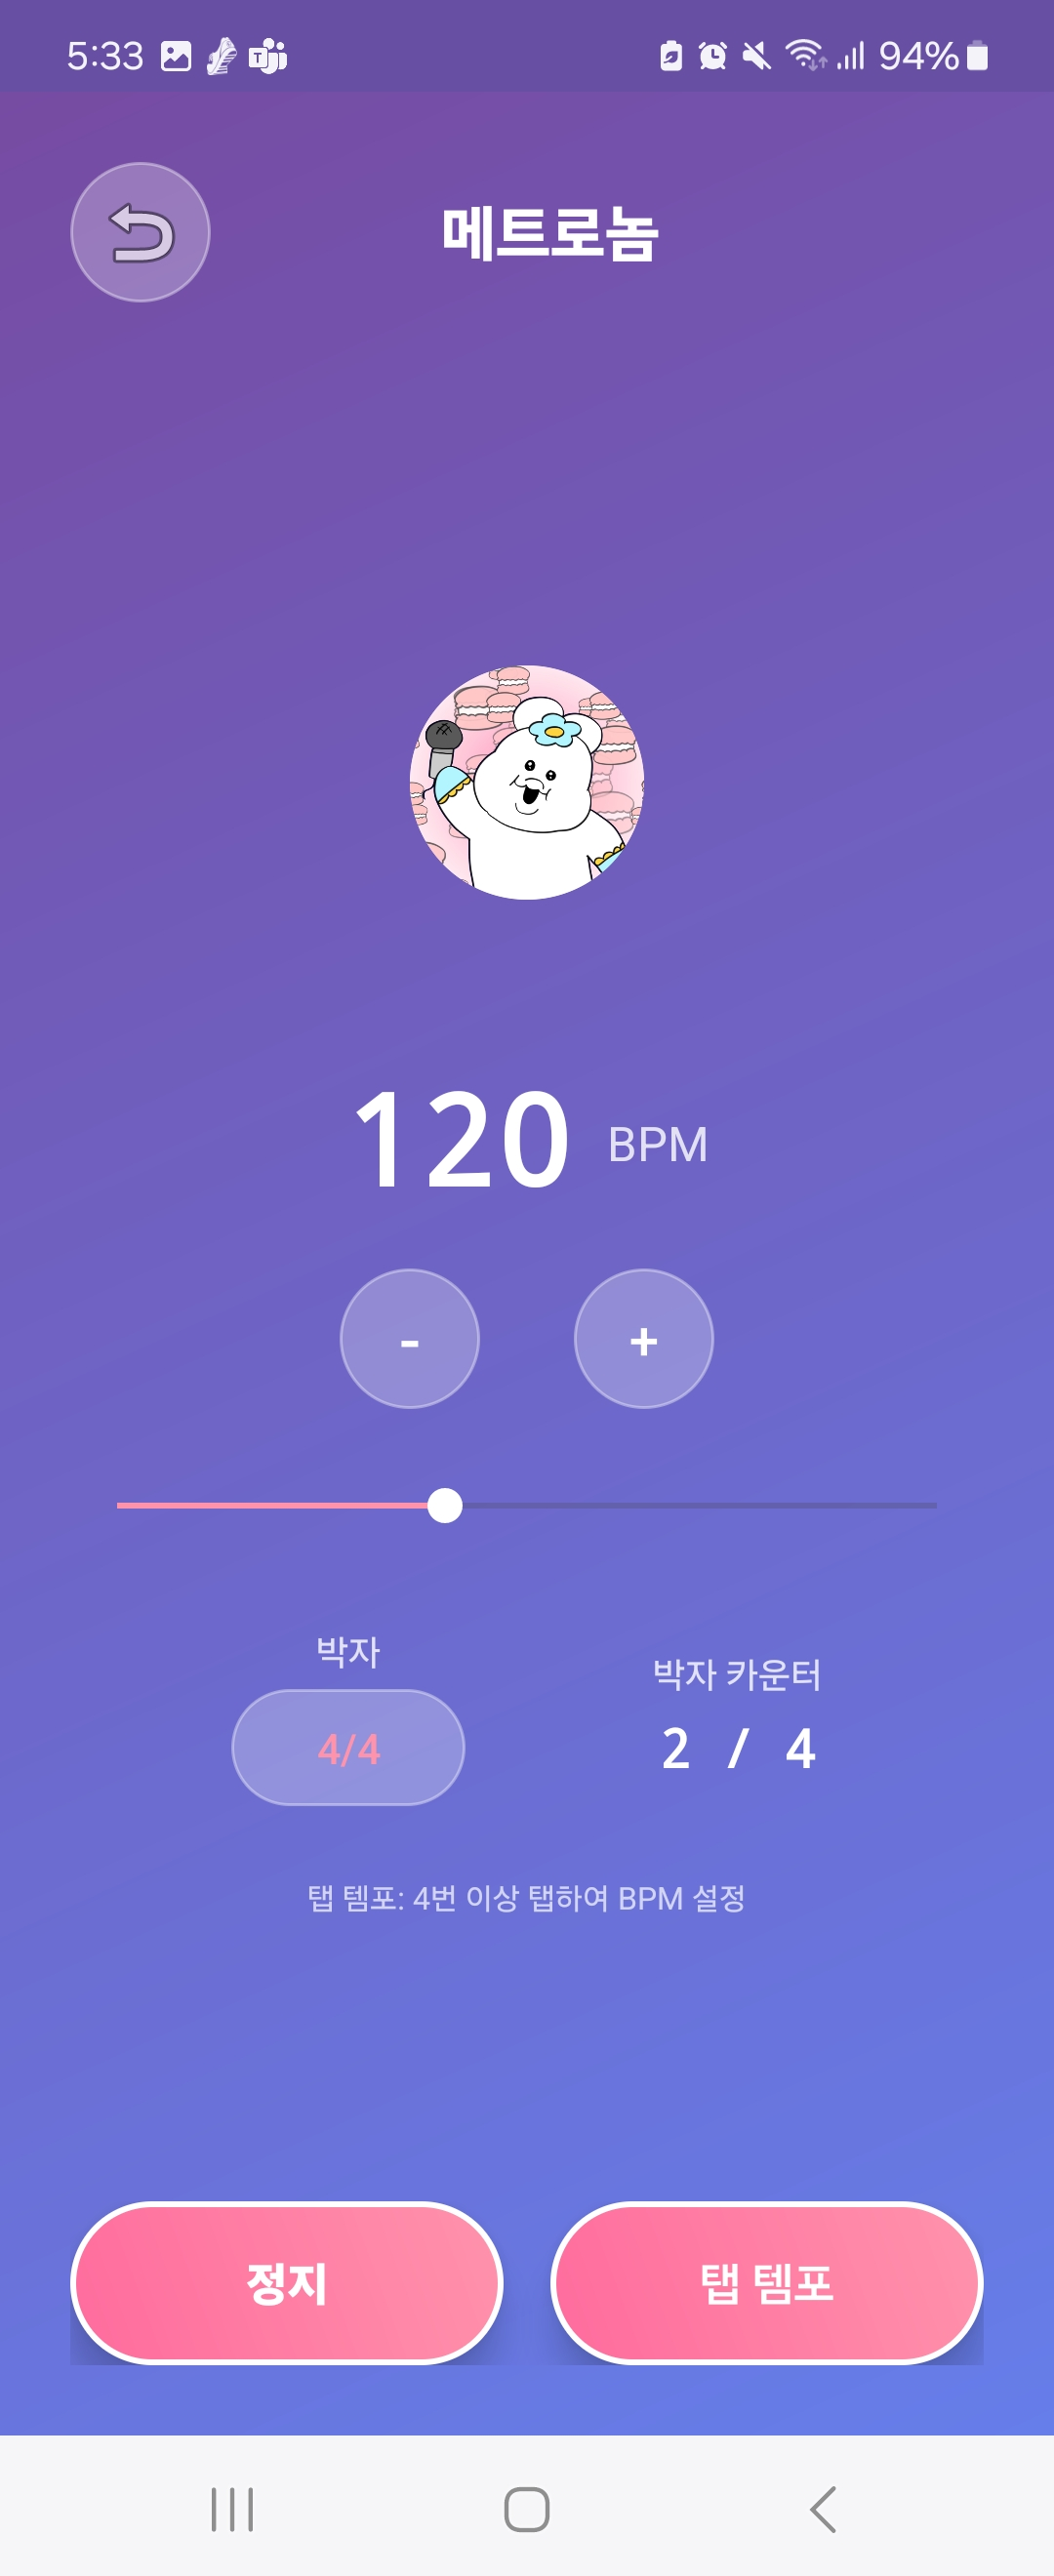 5:33 94%
메트로놈
120 BPM
- +
박자
박자 카운터
4/4
2 / 4
탭 템포: 4번 이상 탭하여 BPM 설정
정지
탭 템포